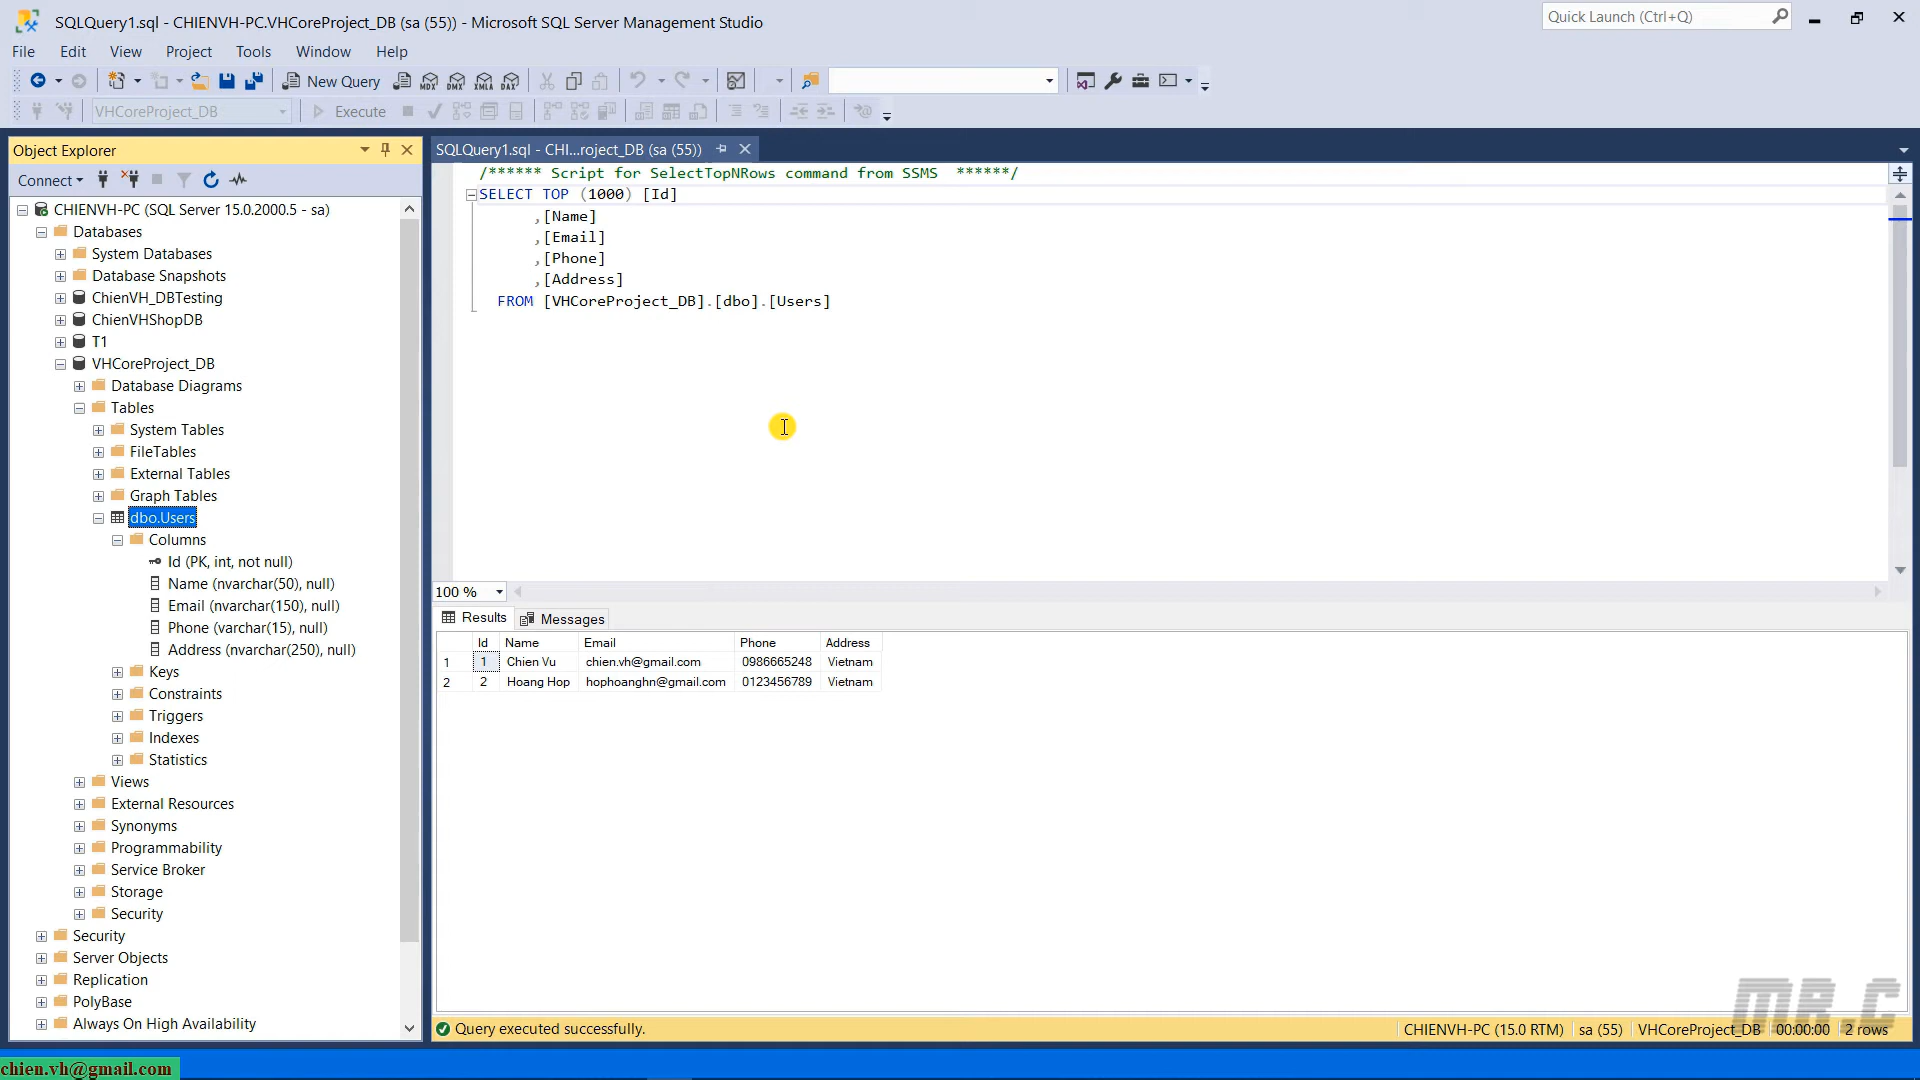 SQLQuery1.sql - CHIENVH-PC.VHCoreProject_DB (sa (55)) - Microsoft SQL Server Management Studio
Quick Launch (Ctrl+Q)
File Edit View Project Tools Window Help
New Query
MDX DMX XMLA DAX
VHCoreProject_DB
Execute
Object Explorer
Connect
CHIENVH-PC (SQL Server 15.0.2000.5 - sa)
Databases
System Databases
Database Snapshots
ChienVH_DBTesting
ChienVHShopDB
T1
VHCoreProject_DB
Database Diagrams
Tables
System Tables
FileTables
External Tables
Graph Tables
dbo.Users
Columns
Id (PK, int, not null)
Name (nvarchar(50), null)
Email (nvarchar(150), null)
Phone (varchar(15), null)
Address (nvarchar(250), null)
Keys
Constraints
Triggers
Indexes
Statistics
Views
External Resources
Synonyms
Programmability
Service Broker
Storage
Security
Security
Server Objects
Replication
PolyBase
Always On High Availability
SQLQuery1.sql - CHI...roject_DB (sa (55))
/****** Script for SelectTopNRows command from SSMS  ******/
SELECT TOP (1000) [Id]
,[Name]
,[Email]
,[Phone]
,[Address]
FROM [VHCoreProject_DB].[dbo].[Users]
100 %
Results Messages
Id Name Email Phone Address
1 1 Chien Vu chien.vh@gmail.com 0986665248 Vietnam
2 2 Hoang Hop hophoanghn@gmail.com 0123456789 Vietnam
MR.C
Query executed successfully.
CHIENVH-PC (15.0 RTM) sa (55) VHCoreProject_DB 00:00:00 2 rows
chien.vh@gmail.com